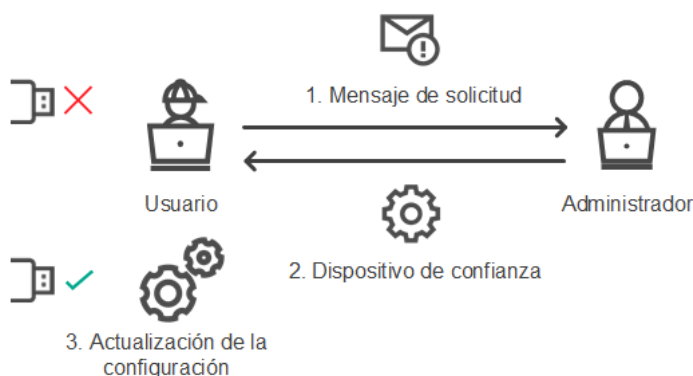 1. Mensaje de solicitud
Usuario
Administrador
2. Dispositivo de confianza
3. Actualización de la
configuración